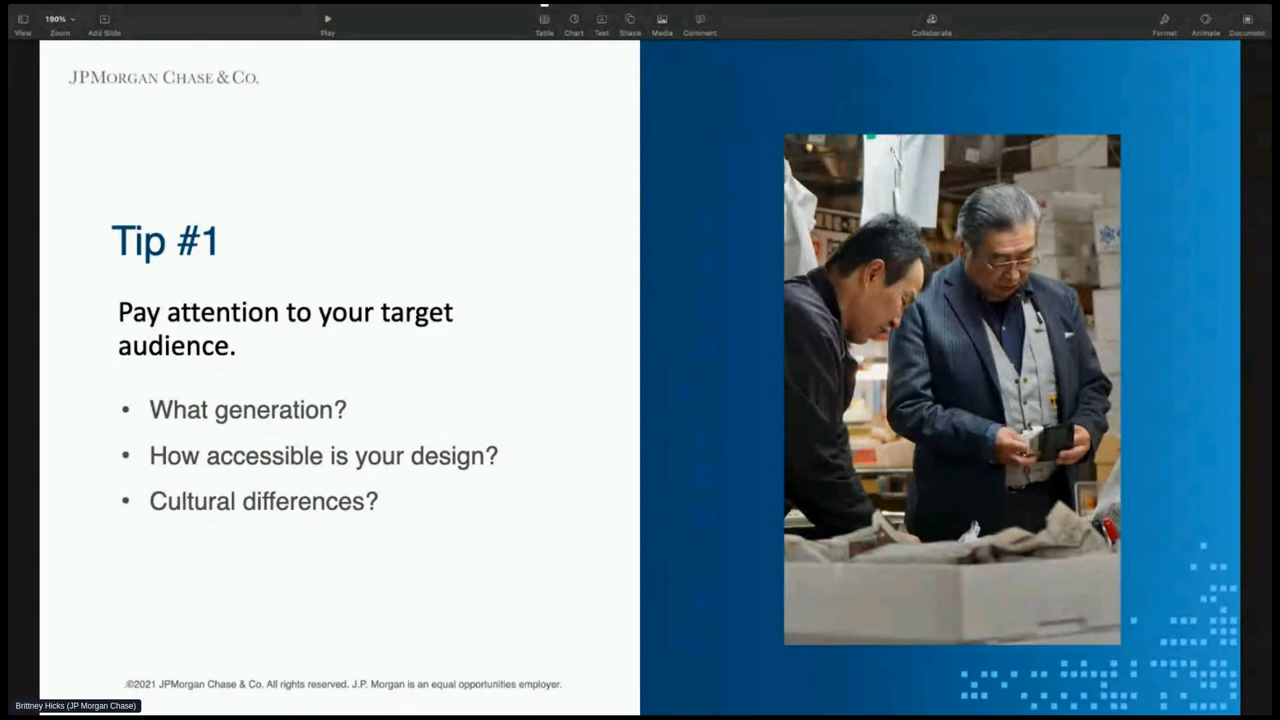 190%
View
Zoom
Add Slide
Play
Table
Chart
Text
Shape
Media
Comment
Collaborate
Format
Animate
Document
JPMORGAN CHASE & CO.
Tip #1
Pay attention to your target
audience.
• What generation?
• How accessible is your design?
• Cultural differences?
.©2021 JPMorgan Chase & Co. All rights reserved. J.P. Morgan is an equal opportunities employer.
Brittney Hicks (JP Morgan Chase)